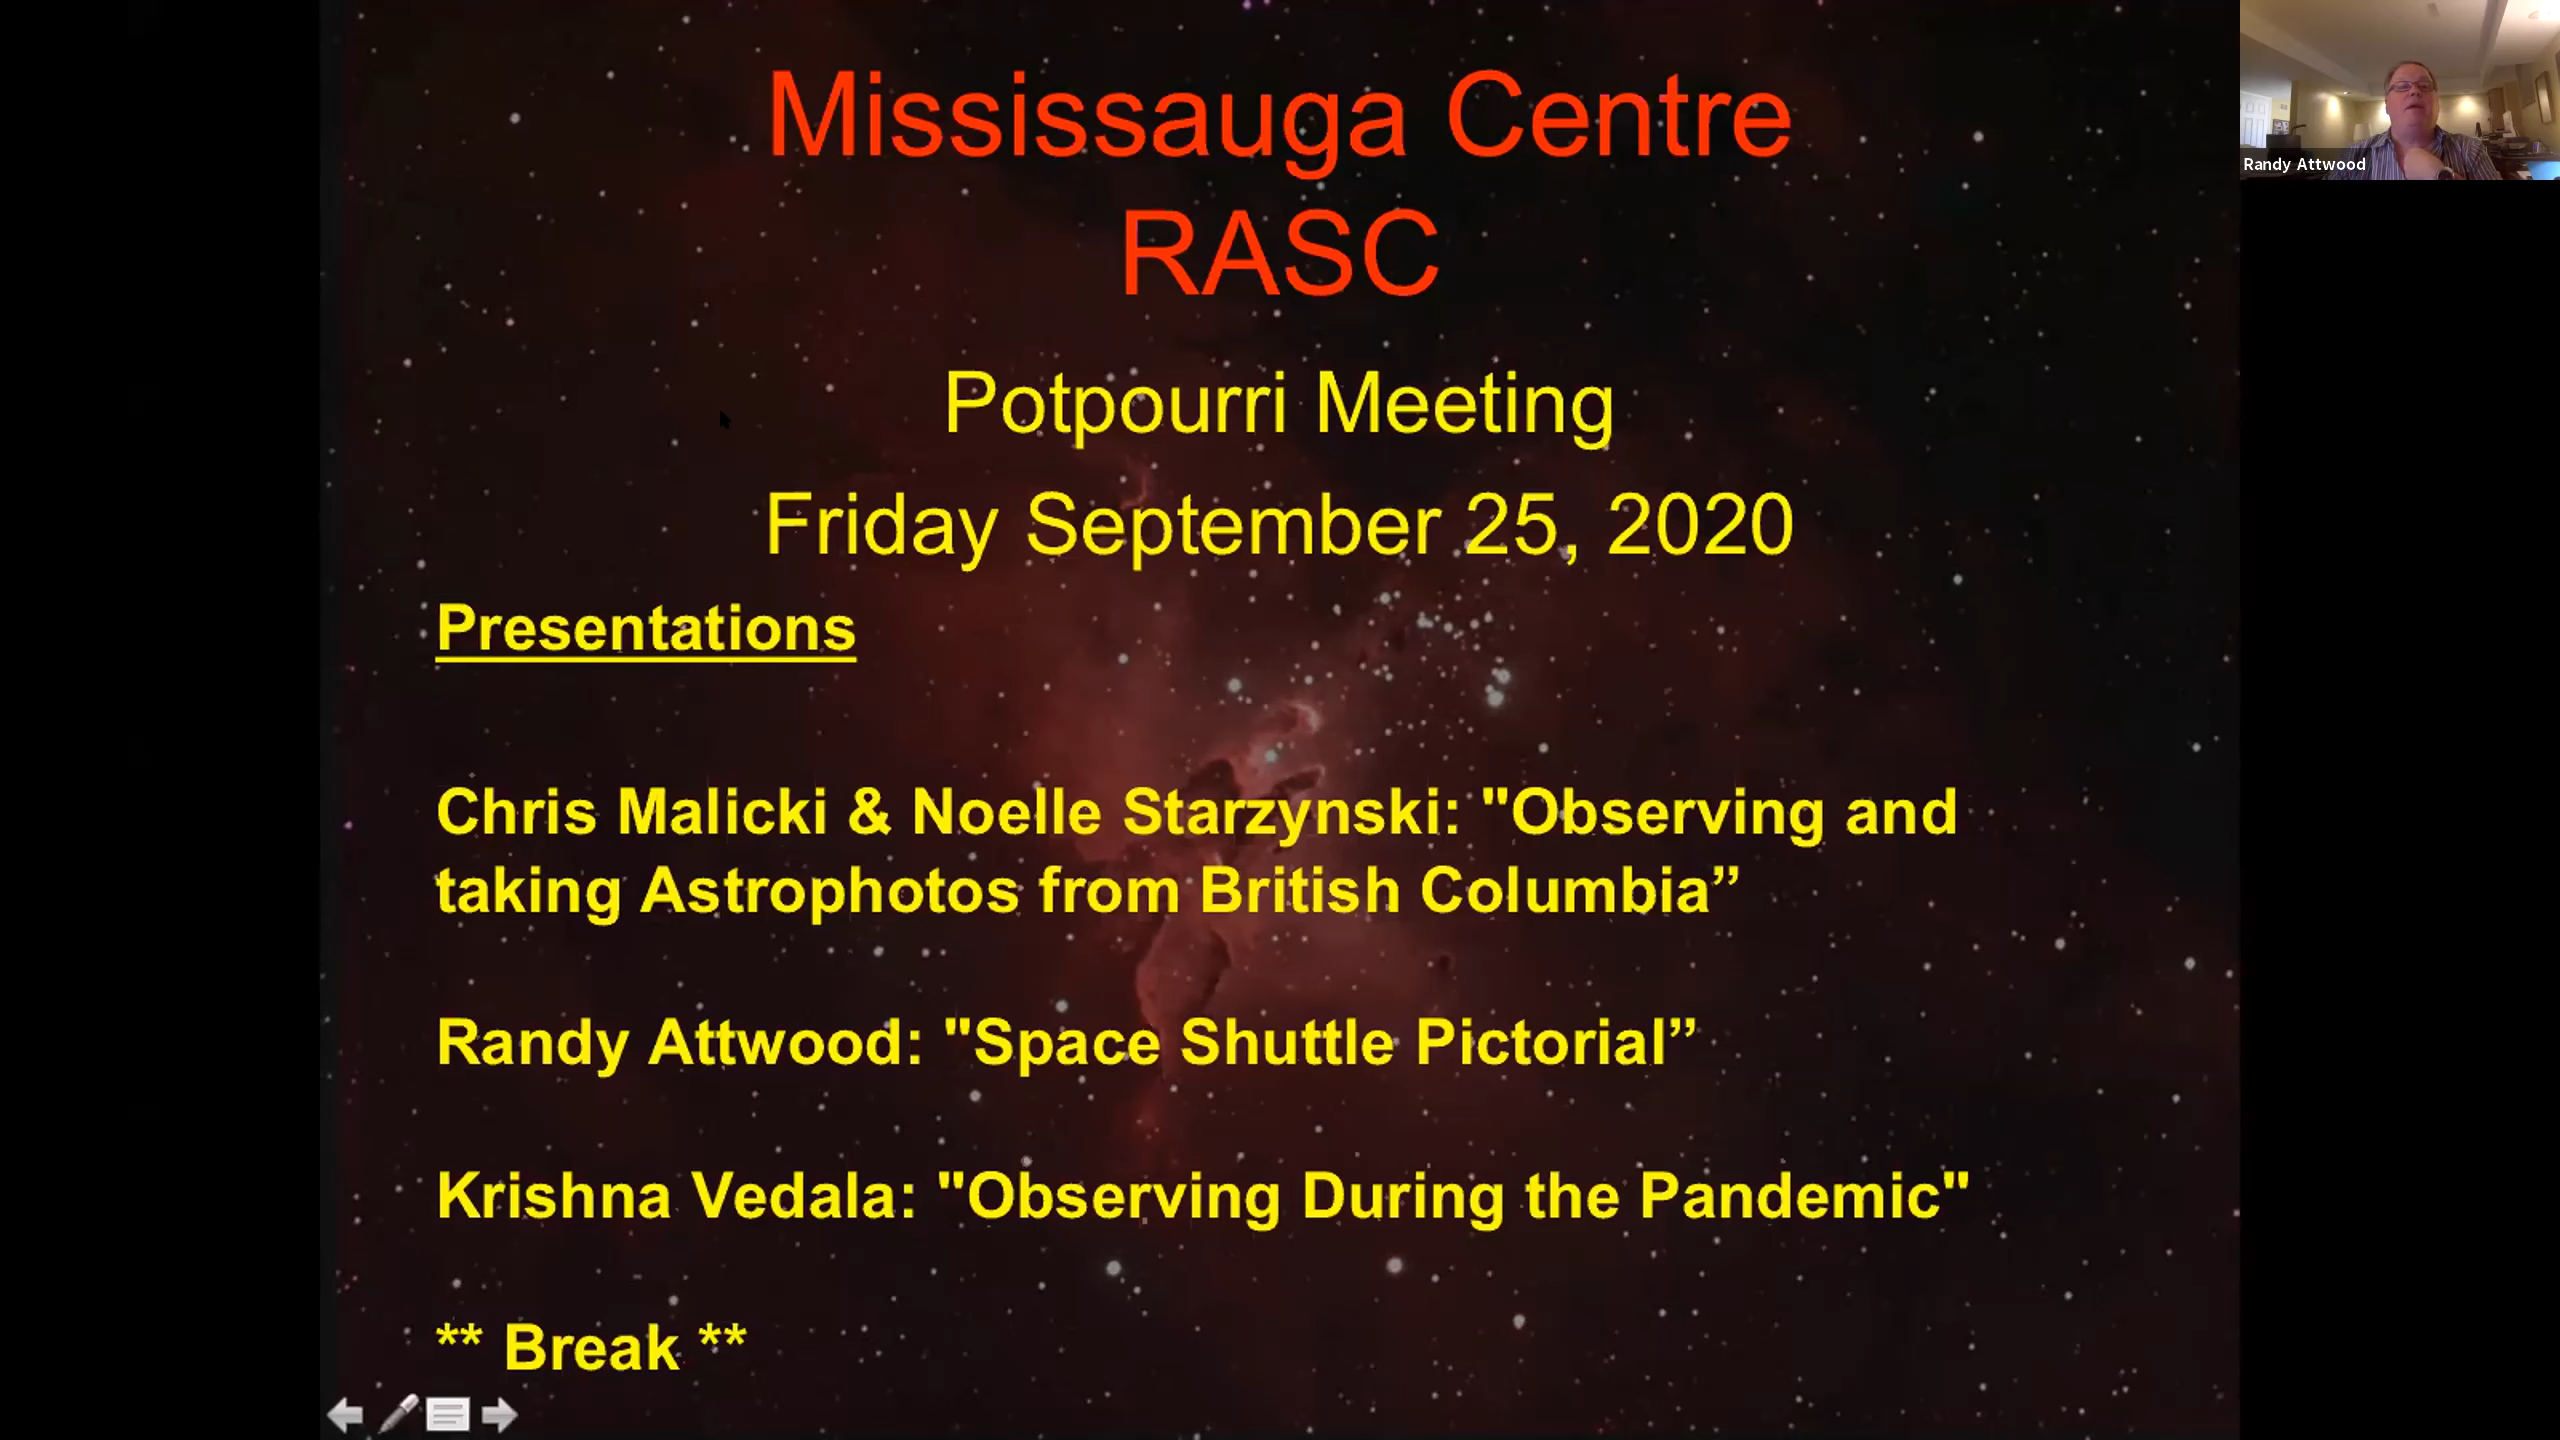 Mississauga Centre
RASC
Potpourri Meeting
Friday September 25, 2020
Presentations
Chris Malicki & Noelle Starzynski: "Observing and
taking Astrophotos from British Columbia”
Randy Attwood: "Space Shuttle Pictorial”
Krishna Vedala: "Observing During the Pandemic"
** Break **
Randy Attwood